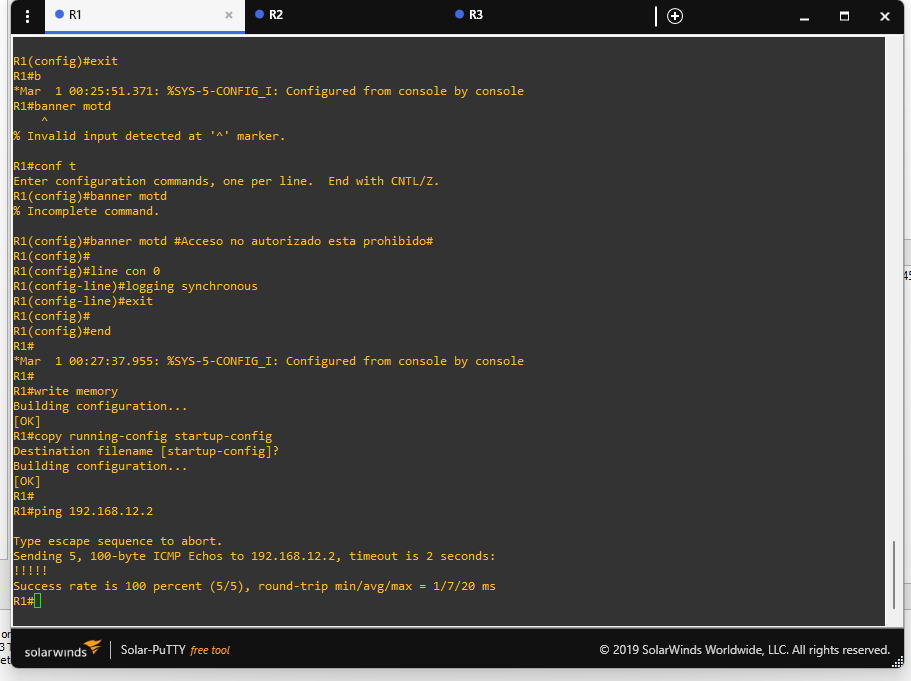 R1
R2
R3
R1(config)#exit
R1#b
*Mar  1 00:25:51.371: %SYS-5-CONFIG_I: Configured from console by console
R1#banner motd
    ^
% Invalid input detected at '^' marker.
R1#conf t
Enter configuration commands, one per line.  End with CNTL/Z.
R1(config)#banner motd
% Incomplete command.
R1(config)#banner motd #Acceso no autorizado esta prohibido#
R1(config)#
R1(config)#line con 0
R1(config-line)#logging synchronous
R1(config-line)#exit
R1(config)#
R1(config)#end
R1#
*Mar  1 00:27:37.955: %SYS-5-CONFIG_I: Configured from console by console
R1#
R1#write memory
Building configuration...
[OK]
R1#copy running-config startup-config
Destination filename [startup-config]?
Building configuration...
[OK]
R1#
R1#ping 192.168.12.2
Type escape sequence to abort.
Sending 5, 100-byte ICMP Echos to 192.168.12.2, timeout is 2 seconds:
!!!!!
Success rate is 100 percent (5/5), round-trip min/avg/max = 1/7/20 ms
R1#
solarwinds
Solar-PuTTY free tool
© 2019 SolarWinds Worldwide, LLC. All rights reserved.